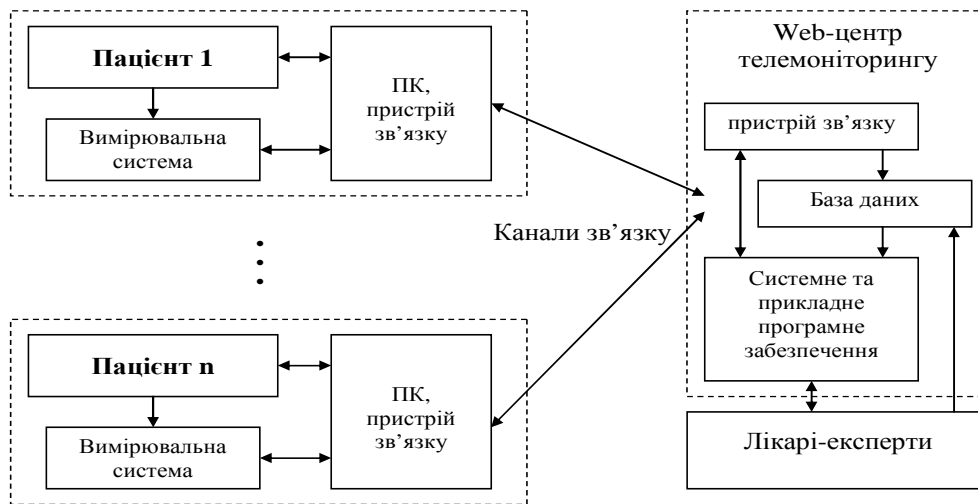 Пацієнт 1
Вимірювальна
система
ПК,
пристрій
зв’язку
Канали зв’язку
Пацієнт n
Вимірювальна
система
ПК,
пристрій
зв’язку
Web-центр
телемоніторингу
пристрій зв’язку
База даних
Системне та
прикладне
програмне
забезпечення
Лікарі-експерти